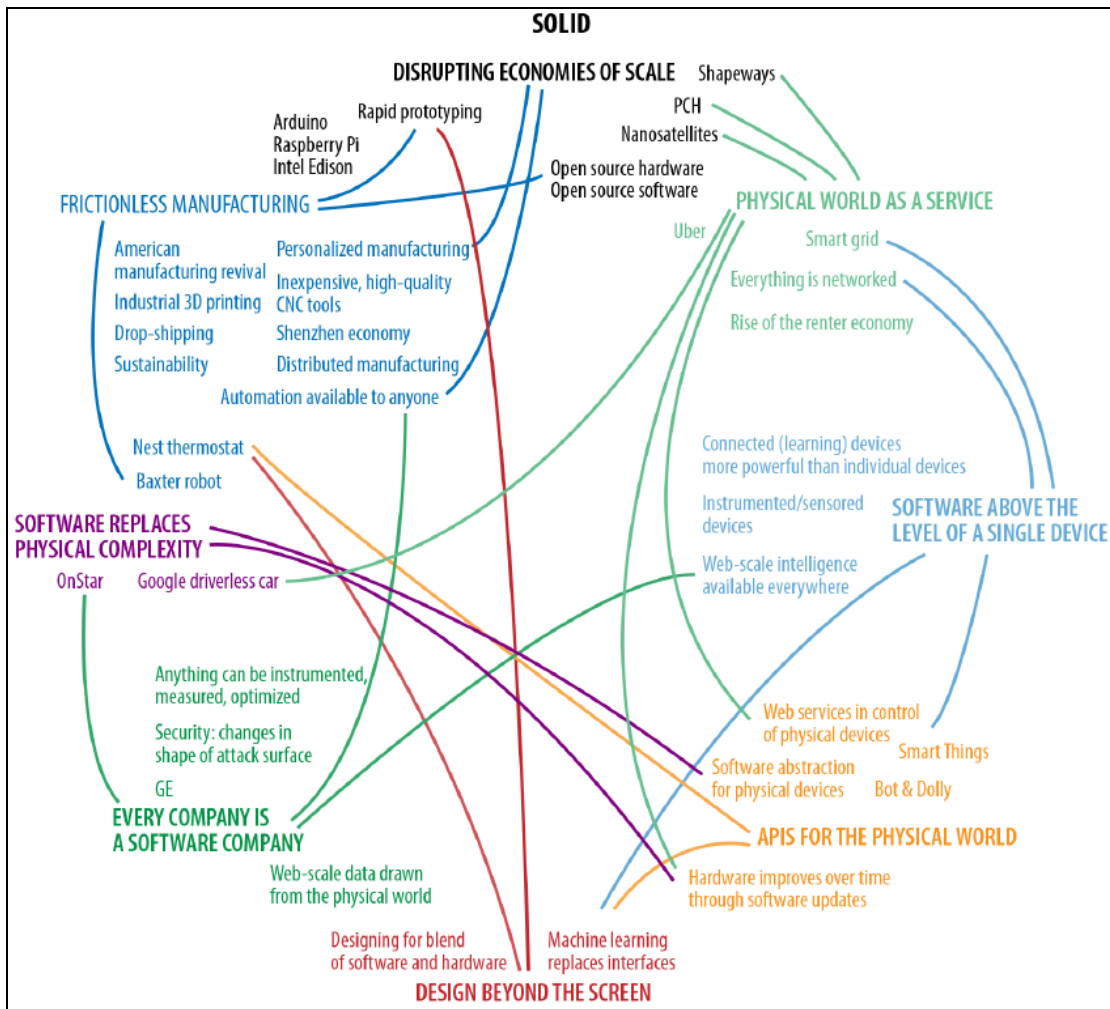 SOLID
DISRUPTING ECONOMIES OF SCALE
Shapeways
Rapid prototyping
PCH
Arduino
Raspberry Pi
Intel Edison
Nanosatellites
Open source hardware
Open source software
FRICTIONLESS MANUFACTURING
PHYSICAL WORLD AS A SERVICE
Uber
Smart grid
American
manufacturing revival
Industrial 3D printing
Drop-shipping
Sustainability
Personalized manufacturing
Inexpensive, high-quality
CNC tools
Shenzhen economy
Distributed manufacturing
Automation available to anyone
Everything is networked
Rise of the renter economy
Nest thermostat
Baxter robot
Connected (learning) devices
more powerful than individual devices
Instrumented/sensored
devices
Web-scale intelligence
available everywhere
SOFTWARE ABOVE THE
LEVEL OF A SINGLE DEVICE
SOFTWARE REPLACES
PHYSICAL COMPLEXITY
OnStar
Google driverless car
Anything can be instrumented,
measured, optimized
Security: changes in
shape of attack surface
GE
EVERY COMPANY IS
A SOFTWARE COMPANY
Web-scale data drawn
from the physical world
Web services in control
of physical devices
Smart Things
Software abstraction
for physical devices
Bot & Dolly
APIS FOR THE PHYSICAL WORLD
Hardware improves over time
through software updates
Designing for blend
of software and hardware
Machine learning
replaces interfaces
DESIGN BEYOND THE SCREEN